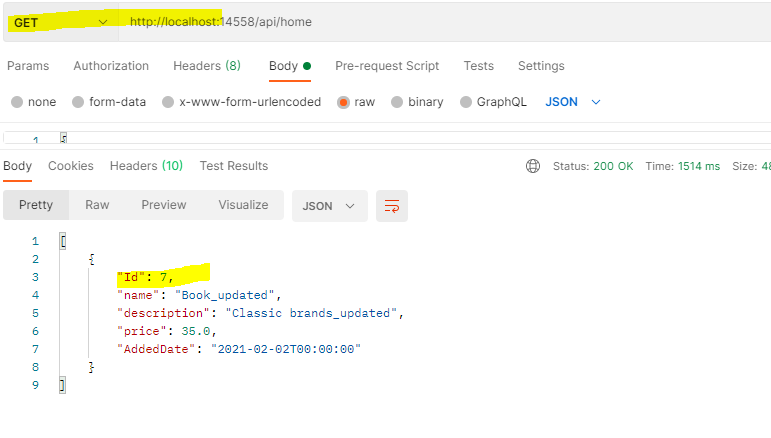 GET http://localhost:14558/api/home
Params Authorization Headers (8) Body Pre-request Script Tests Settings
none form-data x-www-form-urlencoded raw binary GraphQL JSON
1 [
Body Cookies Headers (10) Test Results Status: 200 OK Time: 1514 ms Size: 48
Pretty Raw Preview Visualize JSON
1 [
2 {
3 "Id": 7,
4 "name": "Book_updated",
5 "description": "Classic brands_updated",
6 "price": 35.0,
7 "AddedDate": "2021-02-02T00:00:00"
8 }
9 ]